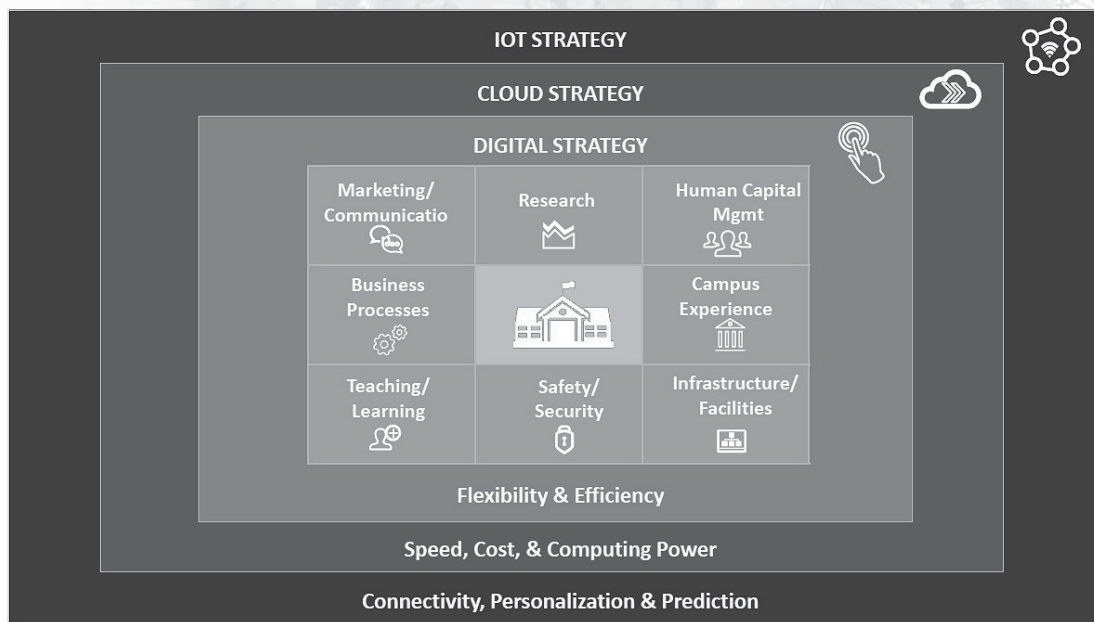 IOT STRATEGY
CLOUD STRATEGY
DIGITAL STRATEGY
Marketing/
Communicatio
Research
Human Capital
Mgmt
Business
Processes
Campus
Experience
Teaching/
Learning
Safety/
Security
Infrastructure/
Facilities
Flexibility & Efficiency
Speed, Cost, & Computing Power
Connectivity, Personalization & Prediction